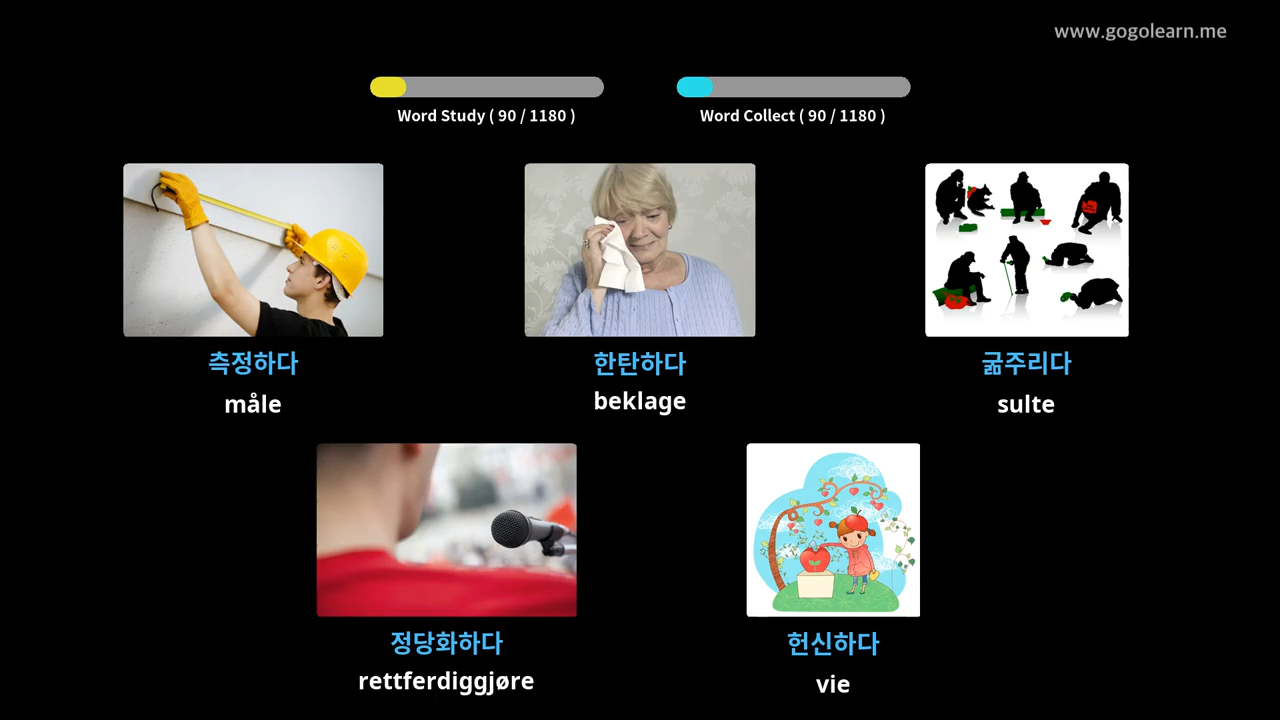 www.gogolearn.me
Word Study ( 90 / 1180 )
Word Collect ( 90 / 1180 )
측정하다
måle
한탄하다
beklage
굶주리다
sulte
정당화하다
rettferdiggjøre
헌신하다
vie